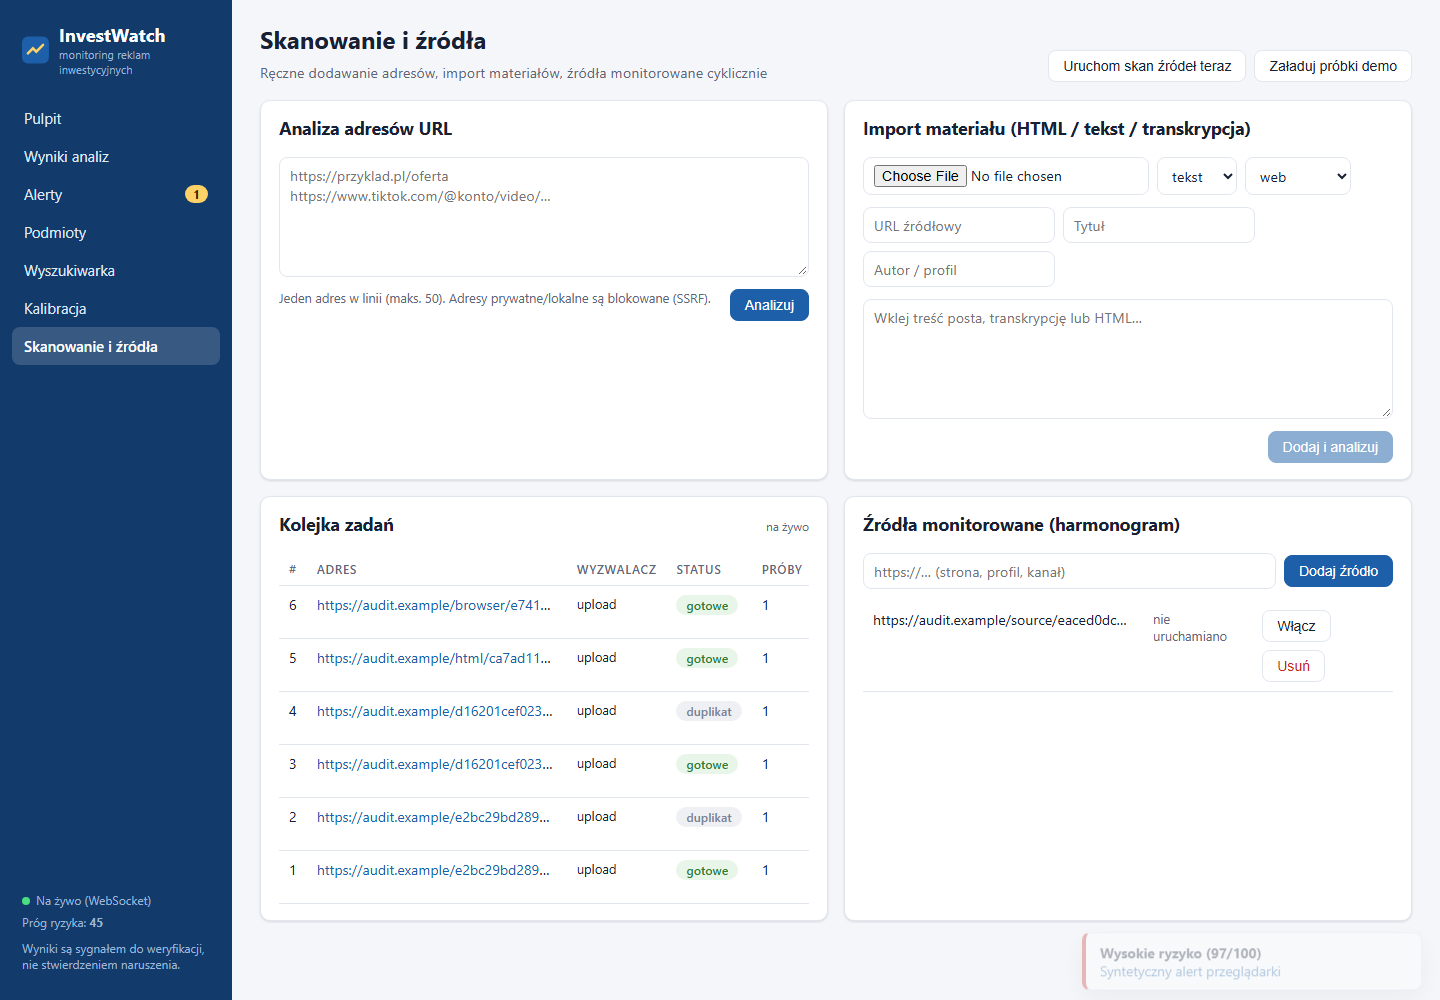 InvestWatch
monitoring reklam
inwestycyjnych
Pulpit
Wyniki analiz
Alerty 1
Podmioty
Wyszukiwarka
Kalibracja
Skanowanie i źródła
Na żywo (WebSocket)
Próg ryzyka: 45
Wyniki są sygnałem do weryfikacji,
nie stwierdzeniem naruszenia.
Skanowanie i źródła
Ręczne dodawanie adresów, import materiałów, źródła monitorowane cyklicznie
Uruchom skan źródeł teraz
Załaduj próbki demo
Analiza adresów URL
https://przyklad.pl/oferta
https://www.tiktok.com/@konto/video/...
Jeden adres w linii (maks. 50). Adresy prywatne/lokalne są blokowane (SSRF).
Analizuj
Import materiału (HTML / tekst / transkrypcja)
Choose File No file chosen
tekst
web
URL źródłowy
Tytuł
Autor / profil
Wklej treść posta, transkrypcję lub HTML...
Dodaj i analizuj
Kolejka zadań
na żywo
# ADRES WYZWALACZ STATUS PRÓBY
6 https://audit.example/browser/e741... upload gotowe 1
5 https://audit.example/html/ca7ad11... upload gotowe 1
4 https://audit.example/d16201cef023... upload duplikat 1
3 https://audit.example/d16201cef023... upload gotowe 1
2 https://audit.example/e2bc29bd289... upload duplikat 1
1 https://audit.example/e2bc29bd289... upload gotowe 1
Źródła monitorowane (harmonogram)
https://... (strona, profil, kanał)
Dodaj źródło
https://audit.example/source/eaced0dc...
nie
uruchamiano
Włącz
Usuń
Wysokie ryzyko (97/100)
Syntetyczny alert przeglądarki